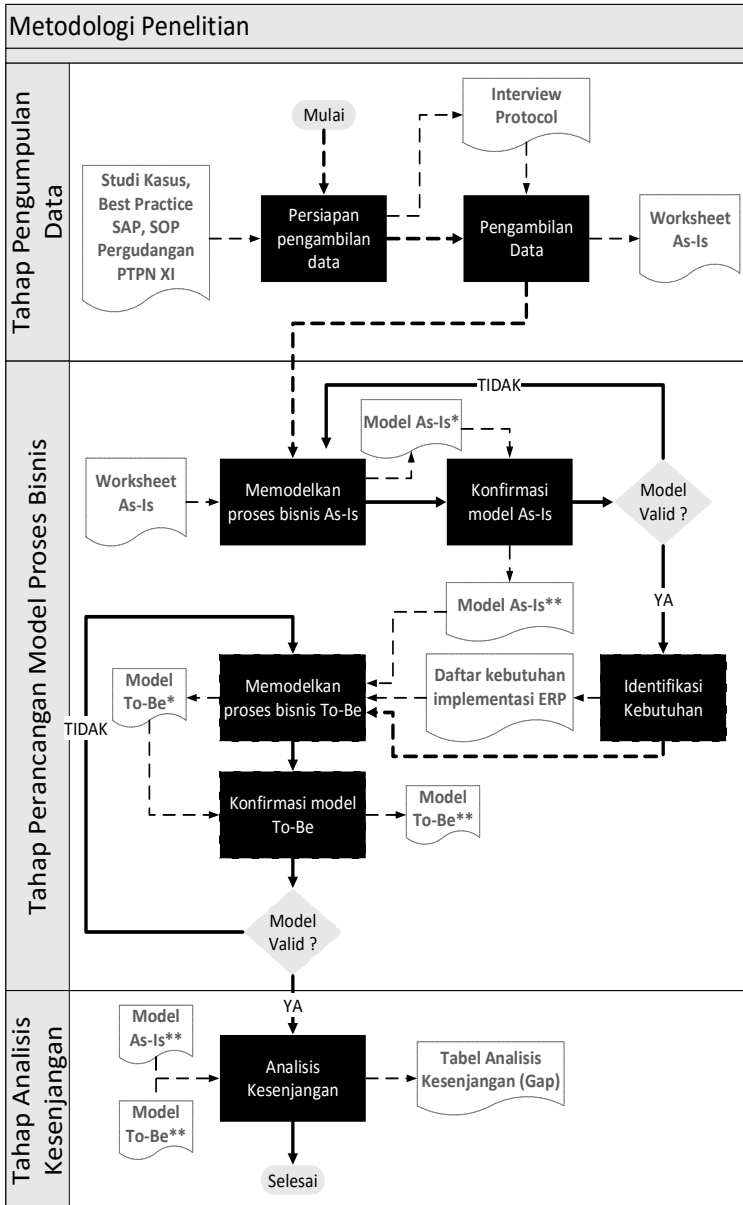 Metodologi Penelitian
Tahap Pengumpulan
Data
Mulai
Interview
Protocol
Studi Kasus,
Best Practice
SAP, SOP
Pergudangan
PTPN XI
Persiapan
pengambilan
data
Pengambilan
Data
Worksheet
As-Is
Tahap Perancangan Model Proses Bisnis
TIDAK
Model As-Is*
Worksheet
As-Is
Memodelkan
proses bisnis As-Is
Konfirmasi
model As-Is
Model
Valid ?
YA
Model As-Is**
Model
To-Be*
Memodelkan
proses bisnis To-Be
Daftar kebutuhan
implementasi ERP
Identifikasi
Kebutuhan
TIDAK
Konfirmasi model
To-Be
Model
To-Be**
Model
Valid ?
YA
Tahap Analisis
Kesenjangan
Model
As-Is**
Model
To-Be**
Analisis
Kesenjangan
Tabel Analisis
Kesenjangan (Gap)
Selesai